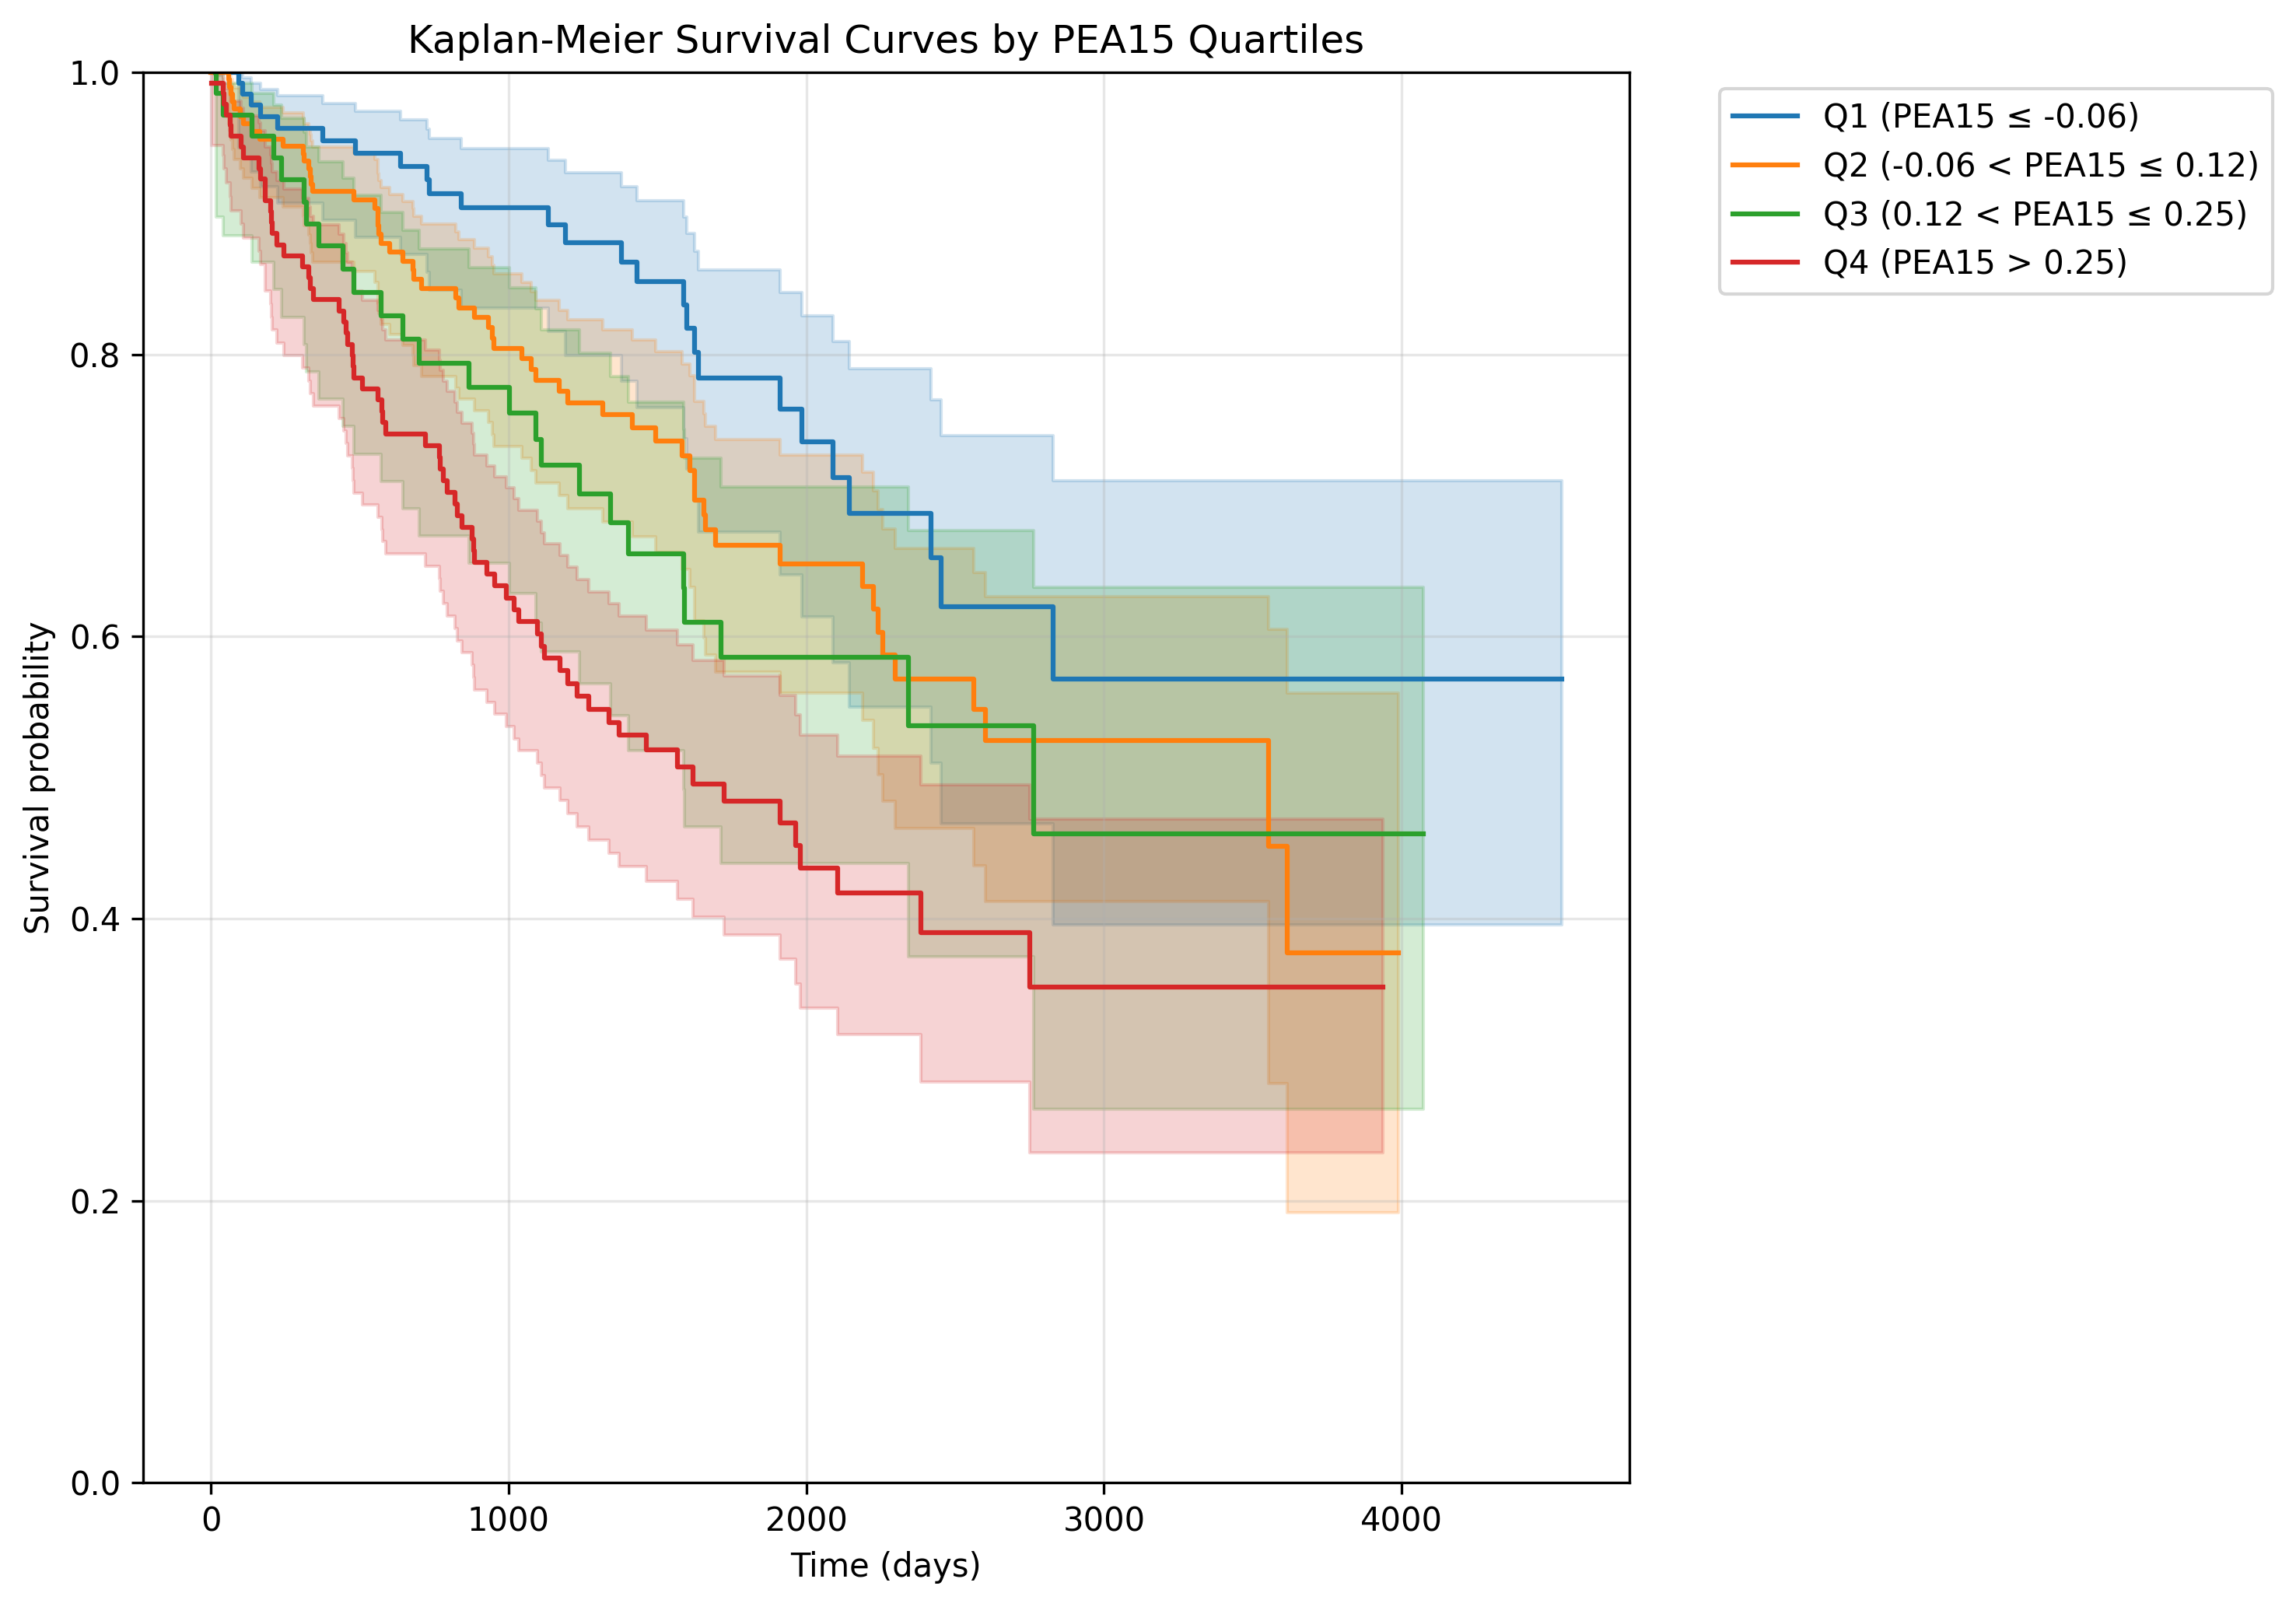 Kaplan-Meier Survival Curves by PEA15 Quartiles
Q1 (PEA15 ≤ -0.06)
Q2 (-0.06 < PEA15 ≤ 0.12)
Q3 (0.12 < PEA15 ≤ 0.25)
Q4 (PEA15 > 0.25)
Survival probability
1.0
0.8
0.6
0.4
0.2
0.0
0 1000 2000 3000 4000
Time (days)